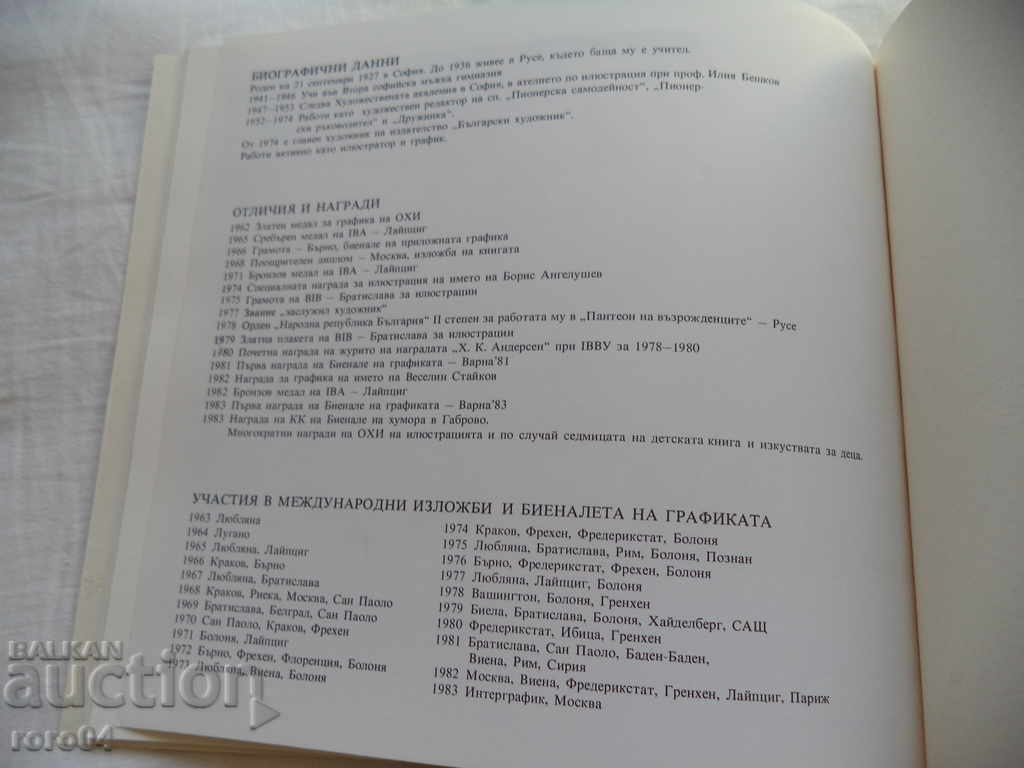 БИОГРАФИЧНИ ДАННИ
Роден на 21 септември 1927 в София. До 1936 живее в Русе, където баща му е учител.
1941—1946 Учи във Втора софийска мъжка гимназия
1947—1953 Следва Художествената академия в София, в ателието по илюстрация при проф. Илия Бешков
1952—1974 Работи като художествен редактор на сп. „Пионерска самодейност“, „Пионер-
ски ръководител“ и „Дружинка“.
От 1974 е главен художник на издателство „Български художник“.
Работи активно като илюстратор и график.
ОТЛИЧИЯ И НАГРАДИ
1962 Златен медал за графика на ОХИ
1965 Сребърен медал на IBA — Лайпциг
1966 Грамота — Бърно, биенале на приложната графика
1968 Поощрителен диплом — Москва, изложба на книгата
1971 Бронзов медал на IBA — Лайпциг
1974 Специалната награда за илюстрация на името на Борис Ангелушев
1975 Грамота на BIB — Братислава за илюстрации
1977 Звание „заслужил художник“
1978 Орден „Народна република България“ II степен за работата му в „Пантеон на възрожденците“ — Русе
1979 Златна плакета на BIB — Братислава за илюстрации
1980 Почетна награда на журито на наградата „Х. К. Андерсен“ при IBBY за 1978—1980
1981 Първа награда на Биенале на графиката — Варна'81
1982 Награда за графика на името на Веселин Стайков
1982 Бронзов медал на IBA — Лайпциг
1983 Първа награда на Биенале на графиката — Варна'83
1983 Награда на КК на Биенале на хумора в Габрово.
Многократни награди на ОХИ на илюстрацията и по случай седмицата на детската книга и изкуствата за деца.
УЧАСТИЯ В МЕЖДУНАРОДНИ ИЗЛОЖБИ И БИЕНАЛЕТА НА ГРАФИКАТА
1963 Любляна
1964 Лугано
1965 Любляна, Лайпциг
1966 Краков, Бърно
1967 Любляна, Братислава
1968 Краков, Риека, Москва, Сан Паоло
1969 Братислава, Белград, Сан Паоло
1970 Сан Паоло, Краков, Фрехен
1971 Болоня, Лайпциг
1972 Бърно, Фрехен, Флоренция, Болоня
1973 Любляна, Виена, Болоня
1974 Краков, Фрехен, Фредерикстат, Болоня
1975 Любляна, Братислава, Рим, Болоня, Познан
1976 Бърно, Фредерикстат, Фрехен, Болоня
1977 Любляна, Лайпциг, Болоня
1978 Вашингтон, Болоня, Гренхен
1979 Биела, Братислава, Болоня, Хайделберг, САЩ
1980 Фредерикстат, Ибица, Гренхен
1981 Братислава, Сан Паоло, Баден-Баден,
Виена, Рим, Сирия
1982 Москва, Виена, Фредерикстат, Гренхен, Лайпциг, Париж
1983 Интерграфик, Москва
BALKAN
auction
roro04